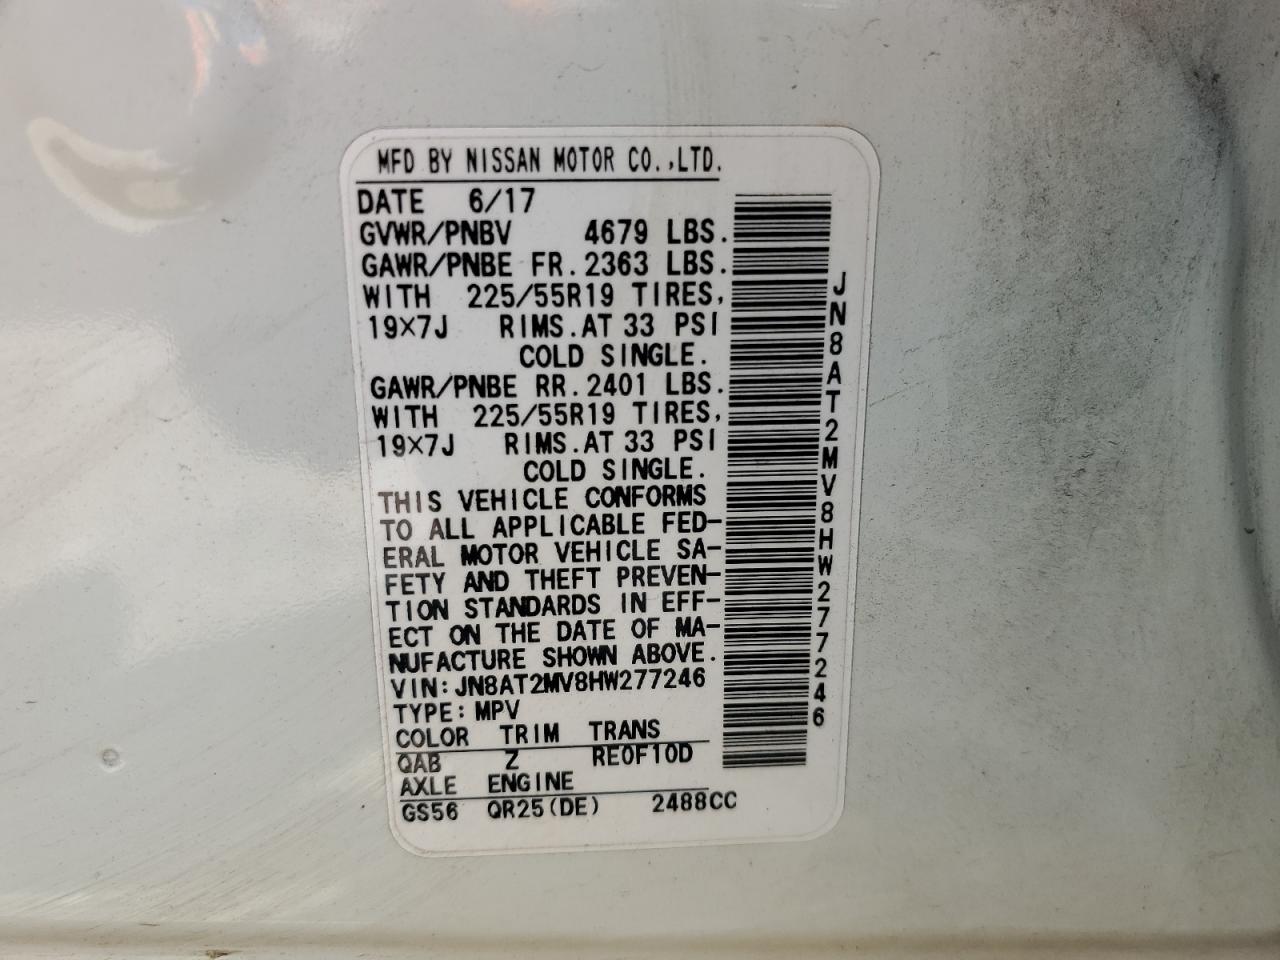 MFD BY NISSAN MOTOR CO.,LTD.
DATE 6/17
GVWR/PNBV 4679 LBS.
GAWR/PNBE FR. 2363 LBS.
WITH 225/55R19 TIRES,
19×7J RIMS. AT 33 PSI
COLD SINGLE.
GAWR/PNBE RR. 2401 LBS.
WITH 225/55R19 TIRES,
19×7J RIMS. AT 33 PSI
COLD SINGLE.
THIS VEHICLE CONFORMS
TO ALL APPLICABLE FED-
ERAL MOTOR VEHICLE SA-
FETY AND THEFT PREVEN-
TION STANDARDS IN EFF-
ECT ON THE DATE OF MA-
NUFACTURE SHOWN ABOVE.
VIN: JN8AT2MV8HW277246
TYPE: MPV
COLOR TRIM TRANS
QAB Z RE0F10D
AXLE ENGINE
GS56 QR25(DE) 2488CC
JN8AT2MV8HW277246